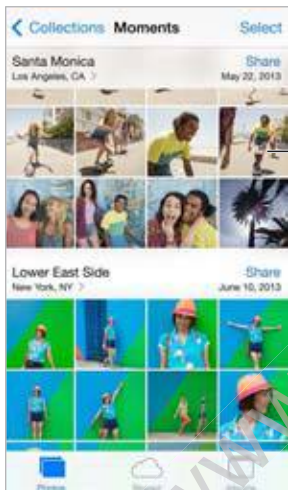 Collections Moments Select
Santa Monica Share
Los Angeles, CA > May 22, 2013
Lower East Side Share
New York, NY > June 10, 2013
Photos